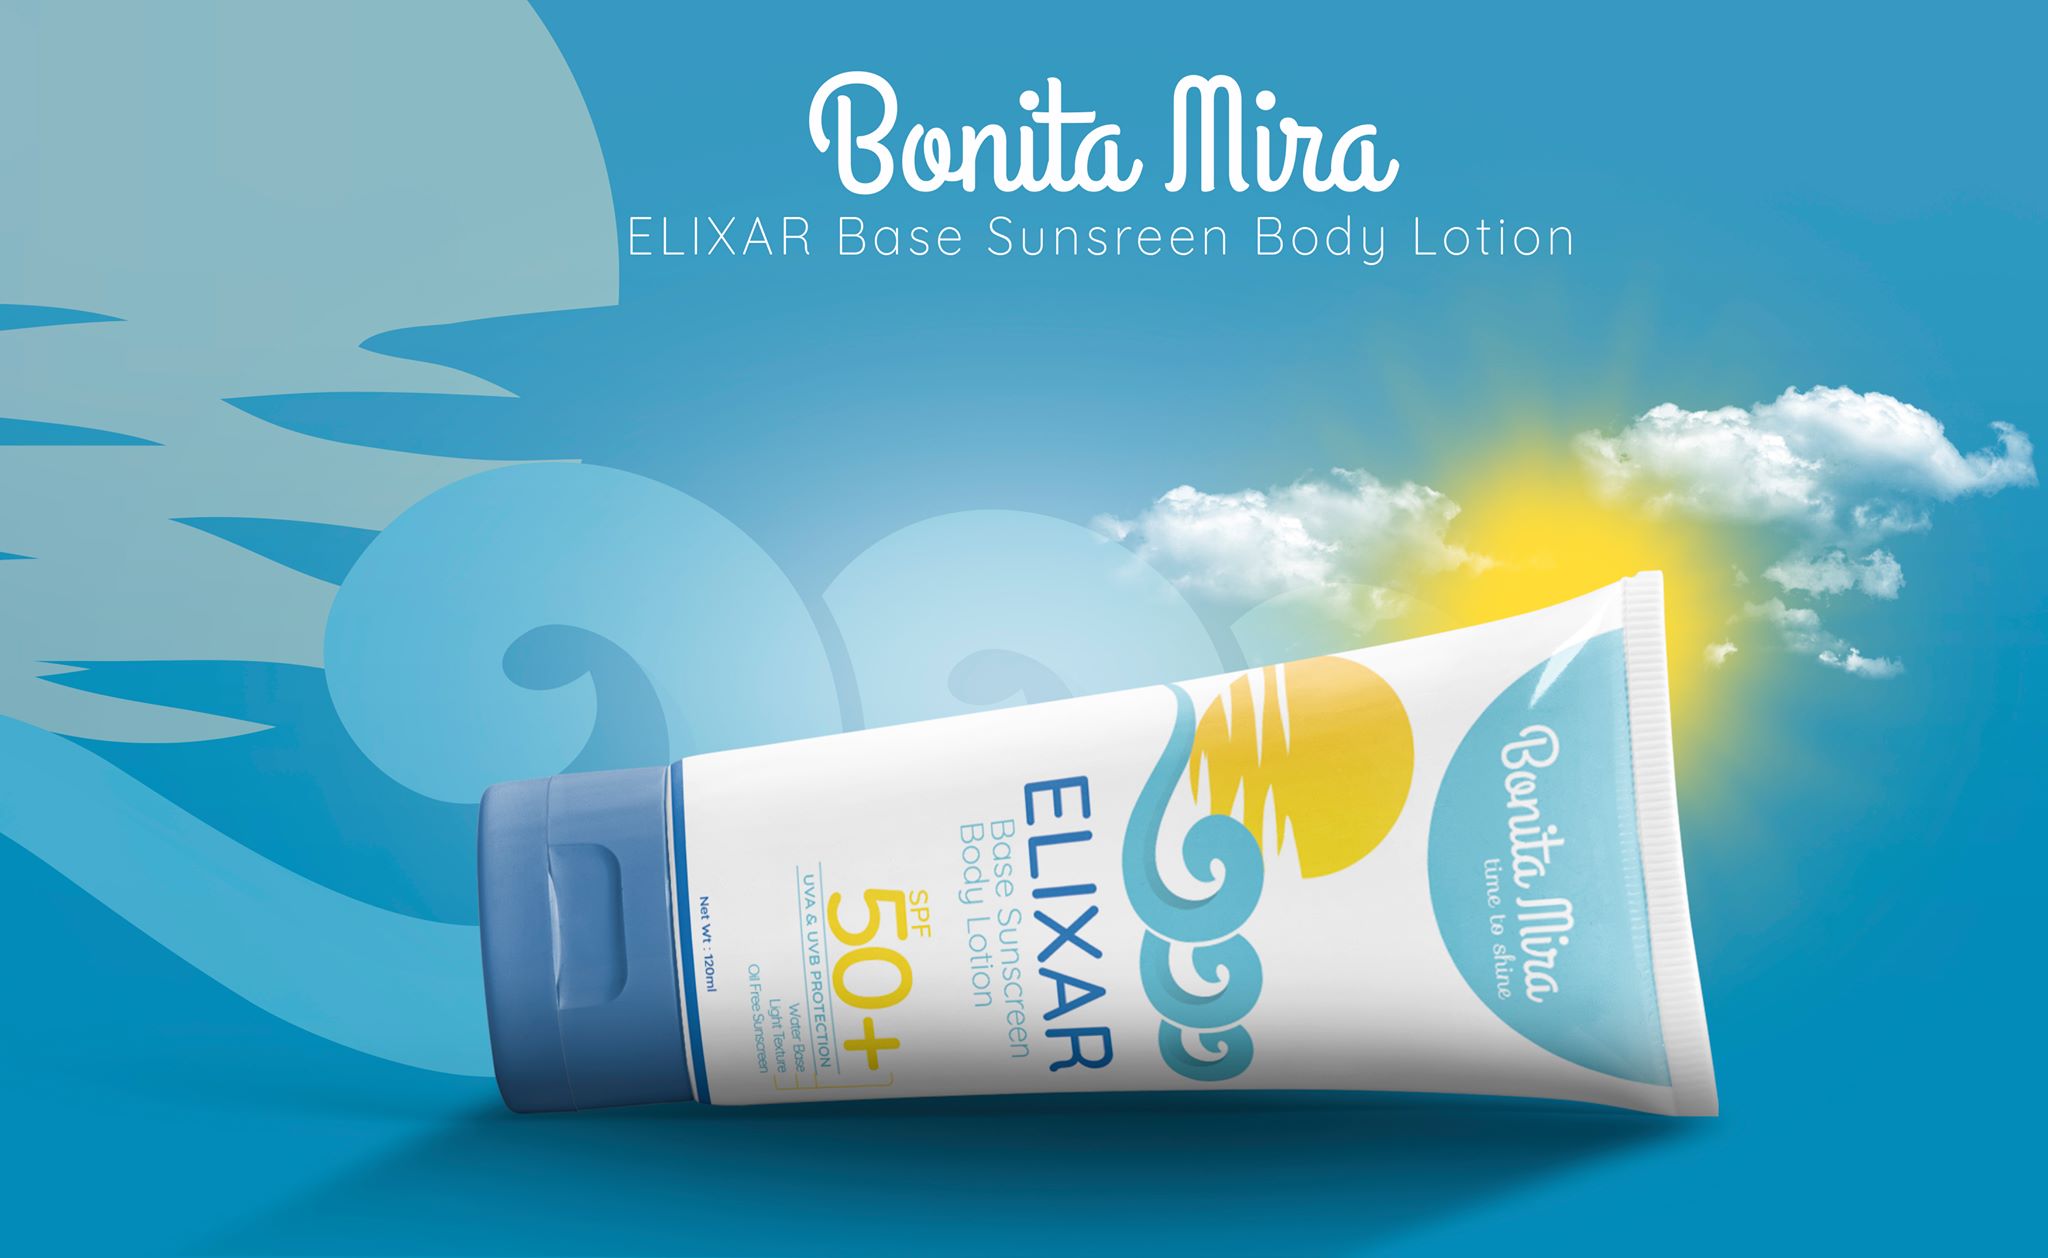 Bonita Mira
ELIXAR Base Sunsreen Body Lotion
Bonita Mira
time to shine
ELIXAR
Base Sunscreen
Body Lotion
SPF
50+
UVA & UVB PROTECTION
Water Base
Light Texture
Oil Free Sunscreen
Net Wt : 120ml